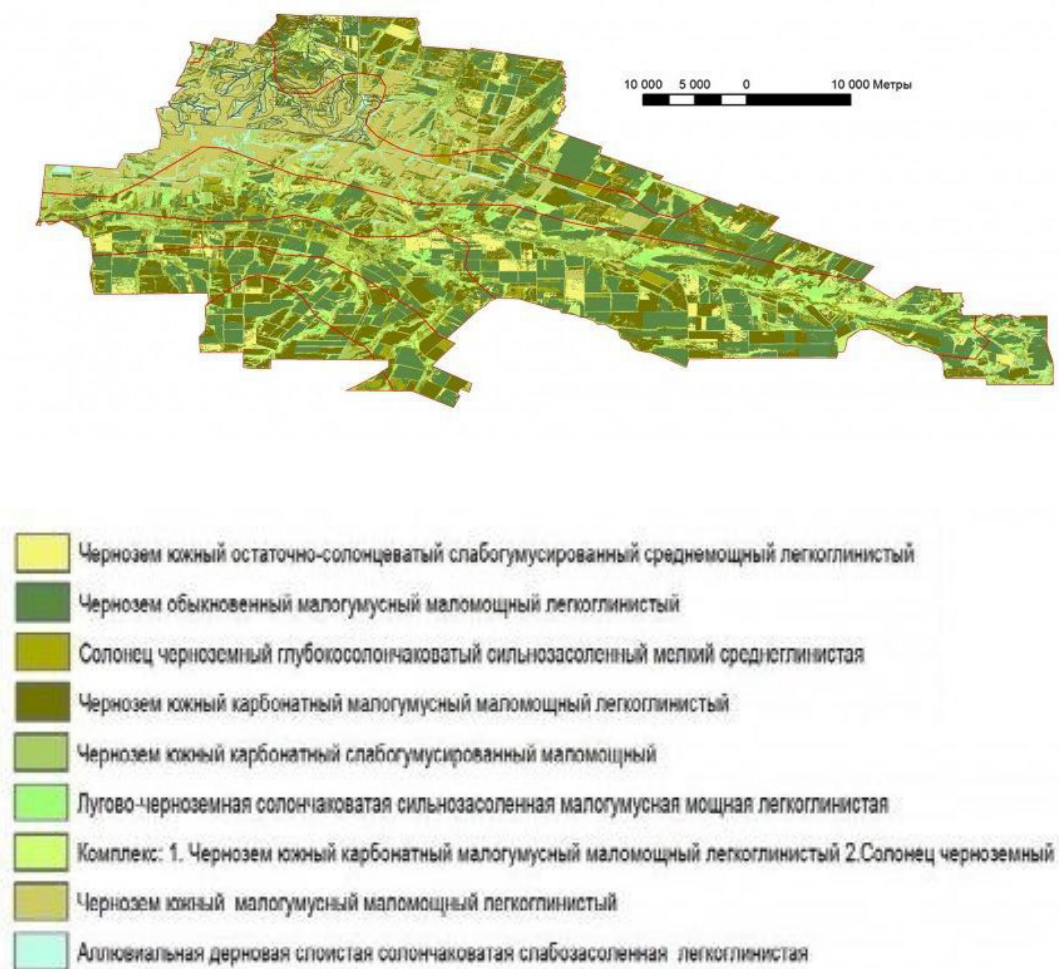 10 000 5 000 0 10 000 Метры
Чернозем южный остаточно-солонцеватый слабогумусированный среднемощный легкоглинистый
Чернозем обыкновенный малогумусный маломощный легкоглинистый
Солонец черноземный глубокосолончаковатый сильнозасоленный мелкий среднеглинистая
Чернозем южный карбонатный малогумусный маломощный легкоглинистый
Чернозем южный карбонатный слабогумусированный маломощный
Лугово-черноземная солончаковатая сильнозасоленная малогумусная мощная легкоглинистая
Комплекс: 1. Чернозем южный карбонатный малогумусный маломощный легкоглинистый 2.Солонец черноземный
Чернозем южный малогумусный маломощный легкоглинистый
Аллювиальная дерновая слоистая солончаковатая слабозасоленная легкоглинистая